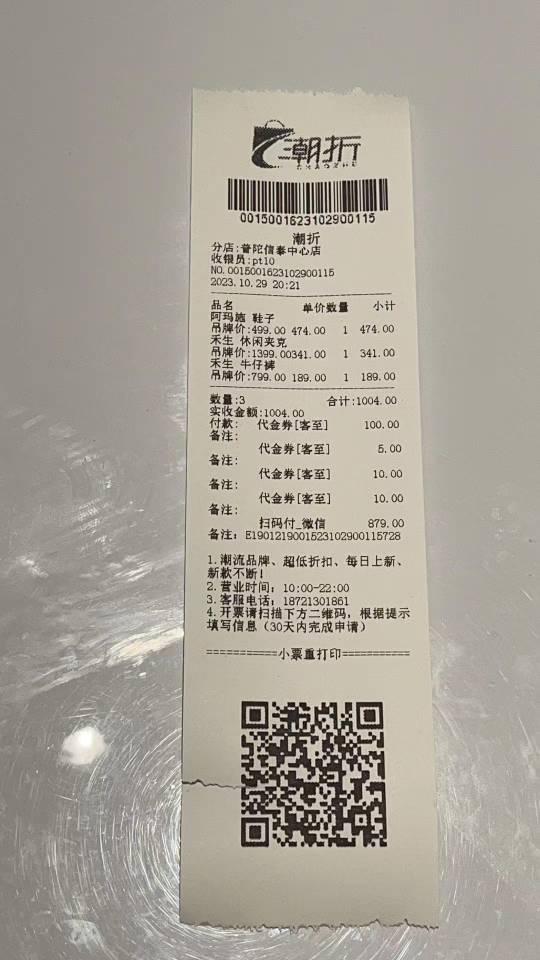 潮折
CHAOZHE
0015001623102900115
潮折
分店:普陀信泰中心店
收银员:pt10
NO.0015001623102900115
2023.10.29 20:21
品名 单价数量 小计
阿玛施 鞋子
吊牌价:499.00 474.00 1 474.00
禾生 休闲夹克
吊牌价:1399.00341.00 1 341.00
禾生 牛仔裤
吊牌价:799.00 189.00 1 189.00
数量:3 合计:1004.00
实收金额:1004.00
付款: 代金券[客至] 100.00
备注:
代金券[客至] 5.00
备注:
代金券[客至] 10.00
备注:
代金券[客至] 10.00
备注:
扫码付_微信 879.00
备注: E1901219001523102900115728
1.潮流品牌、超低折扣、每日上新、
新款不断!
2.营业时间: 10:00-22:00
3.客服电话: 18721301861
4.开票请扫描下方二维码, 根据提示
填写信息 (30天内完成申请)
===========小票重打印==========